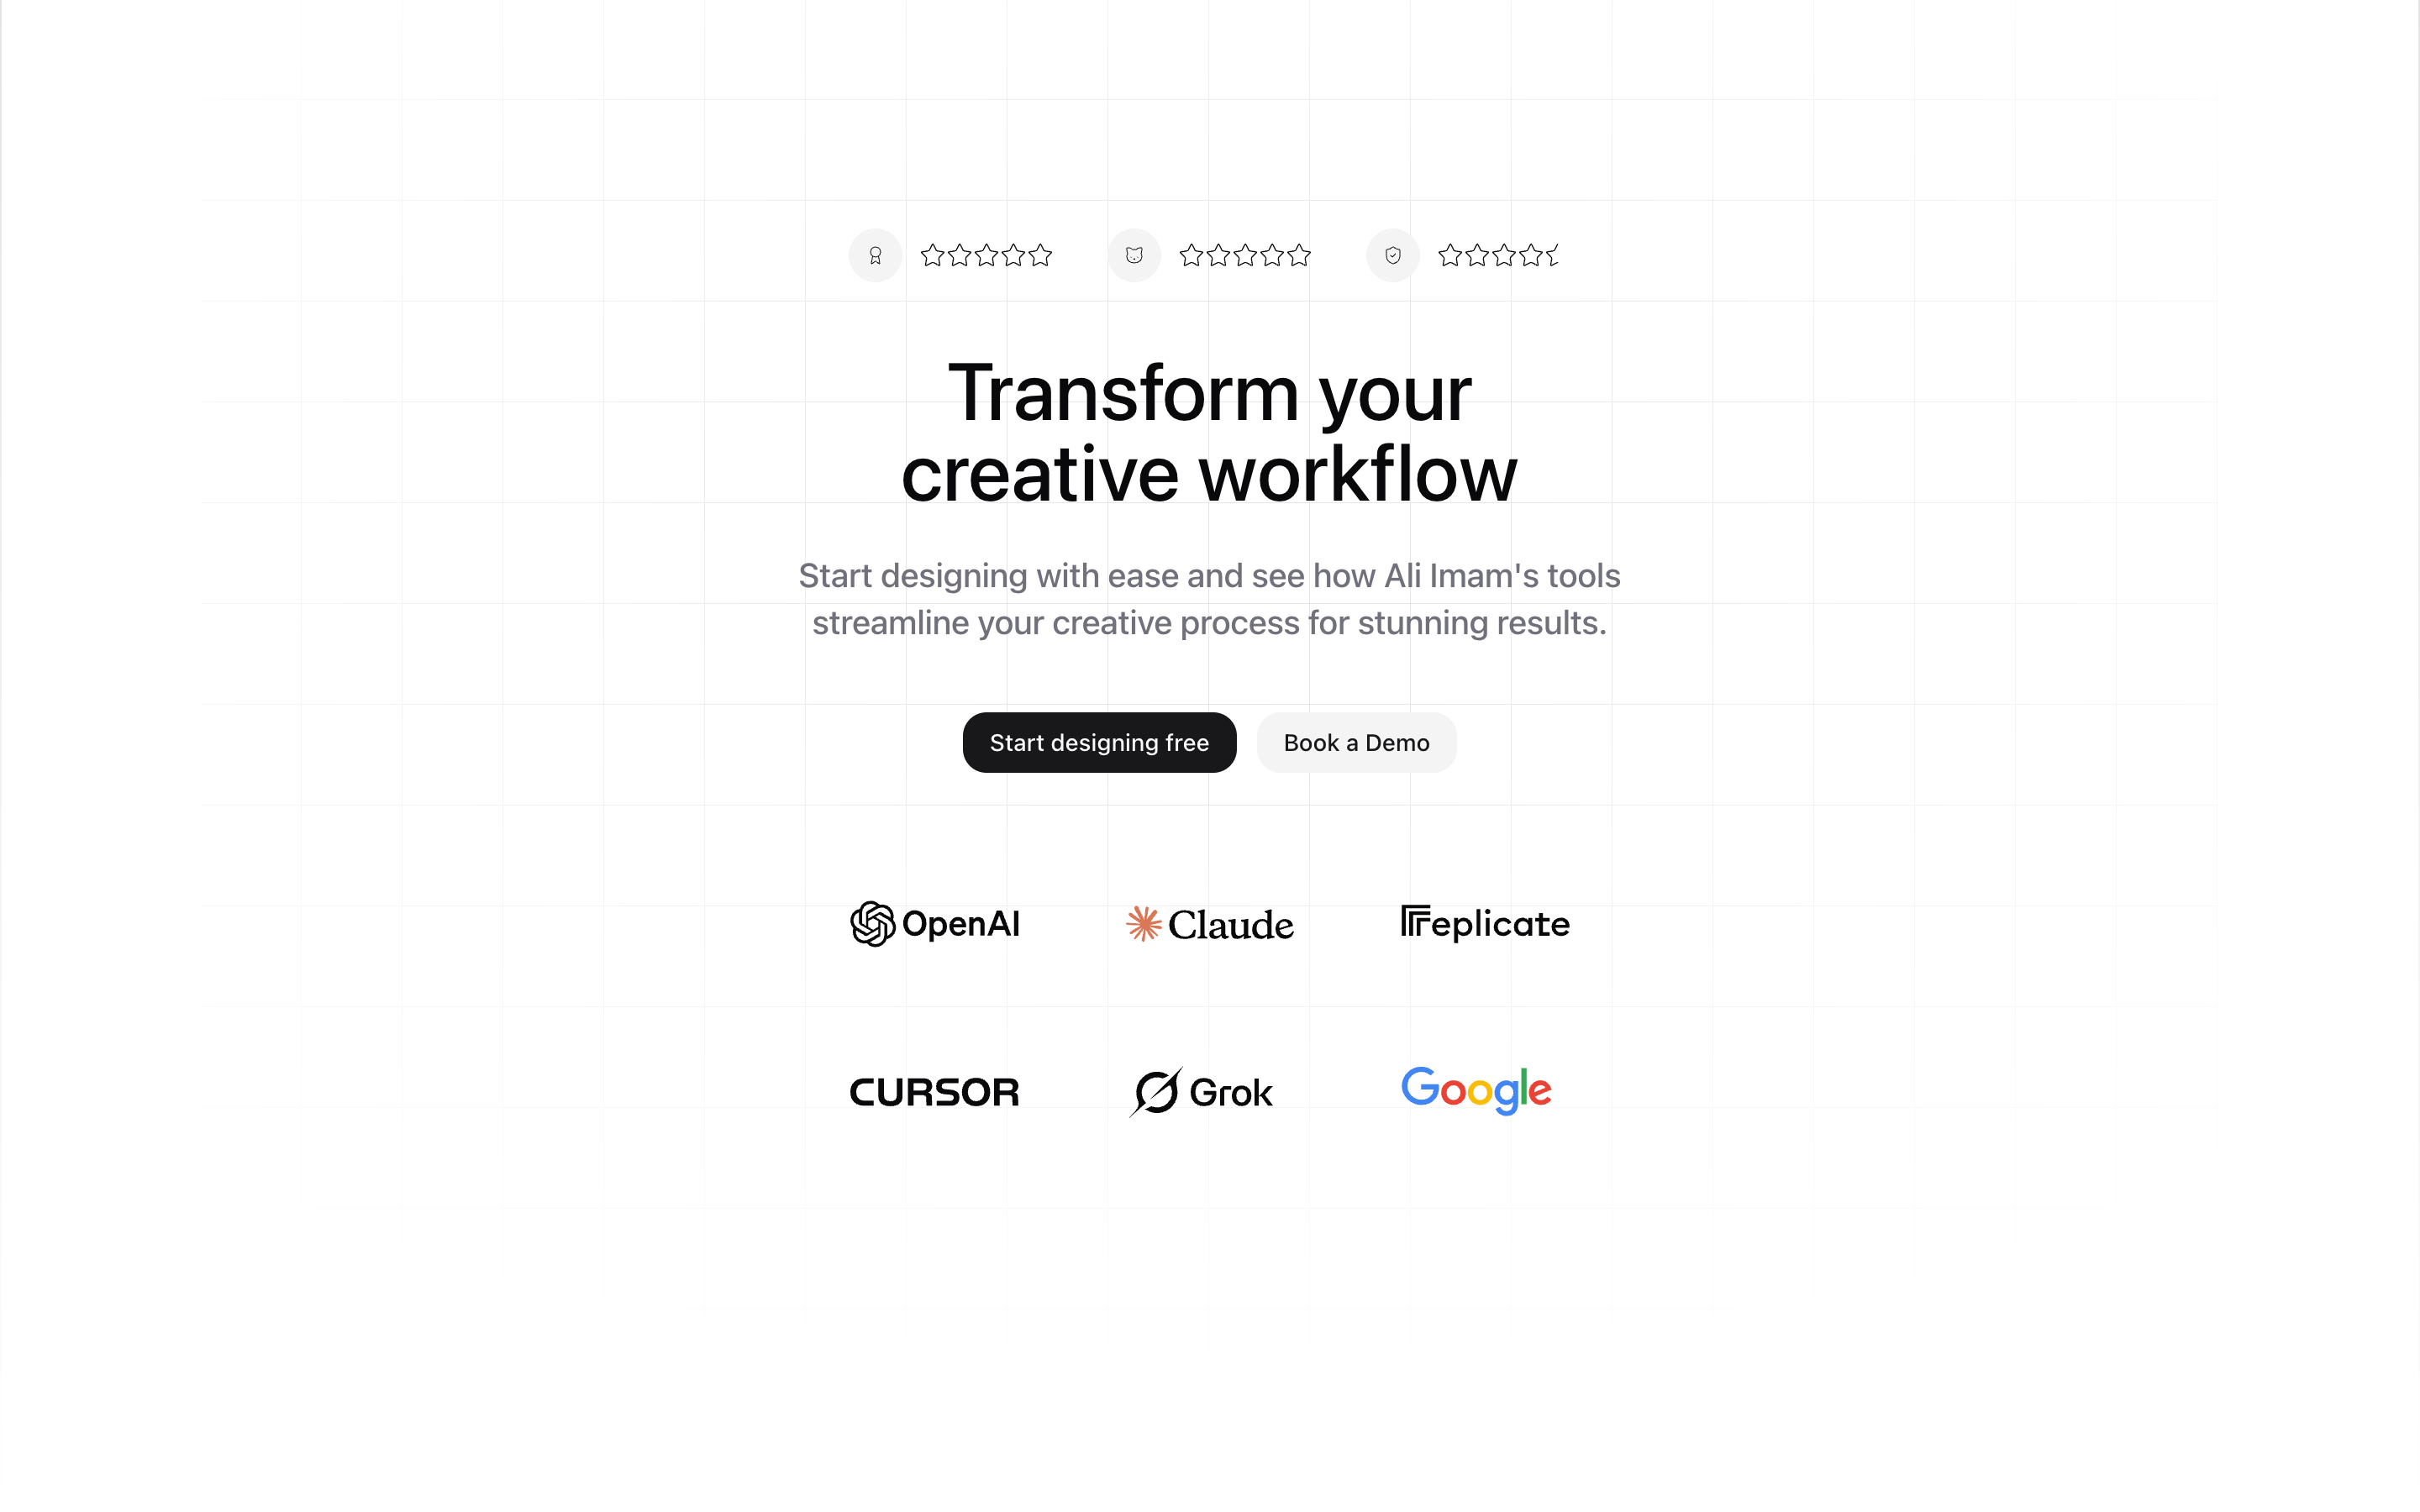 Transform your
creative workflow
Start designing with ease and see how Ali Imam's tools
streamline your creative process for stunning results.
Start designing free
Book a Demo
OpenAI
Claude
Replicate
CURSOR
Grok
Google